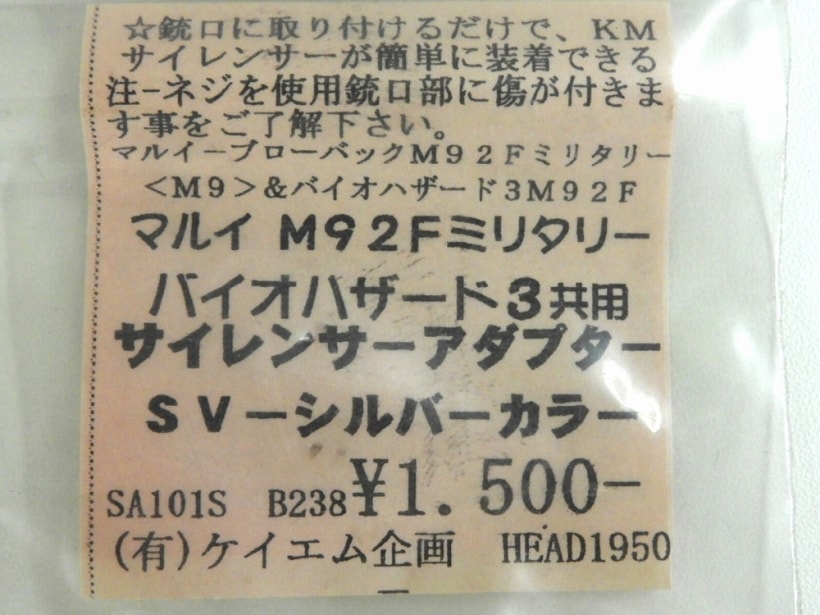 ☆銃口に取り付けるだけで、KM
サイレンサーが簡単に装着できる
注-ネジを使用銃口部に傷が付きま
す事をご了解下さい。
マルイーブローバックM92Fミリタリー
<M9>&バイオハザード3M92F
マルイ M92Fミリタリー
バイオハザード3共用
サイレンサーアダプター
SV－シルバーカラー
SA101S B238 ¥1.500-
(有)ケイエム企画 HEAD1950